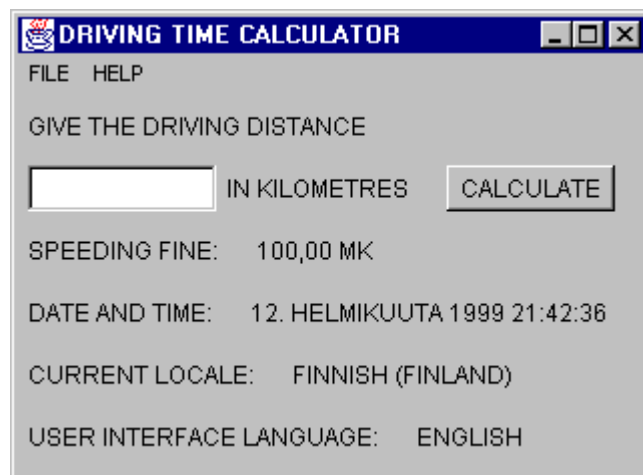 DRIVING TIME CALCULATOR
FILE HELP
GIVE THE DRIVING DISTANCE
IN KILOMETRES CALCULATE
SPEEDING FINE: 100,00 MK
DATE AND TIME: 12. HELMIKUUTA 1999 21:42:36
CURRENT LOCALE: FINNISH (FINLAND)
USER INTERFACE LANGUAGE: ENGLISH